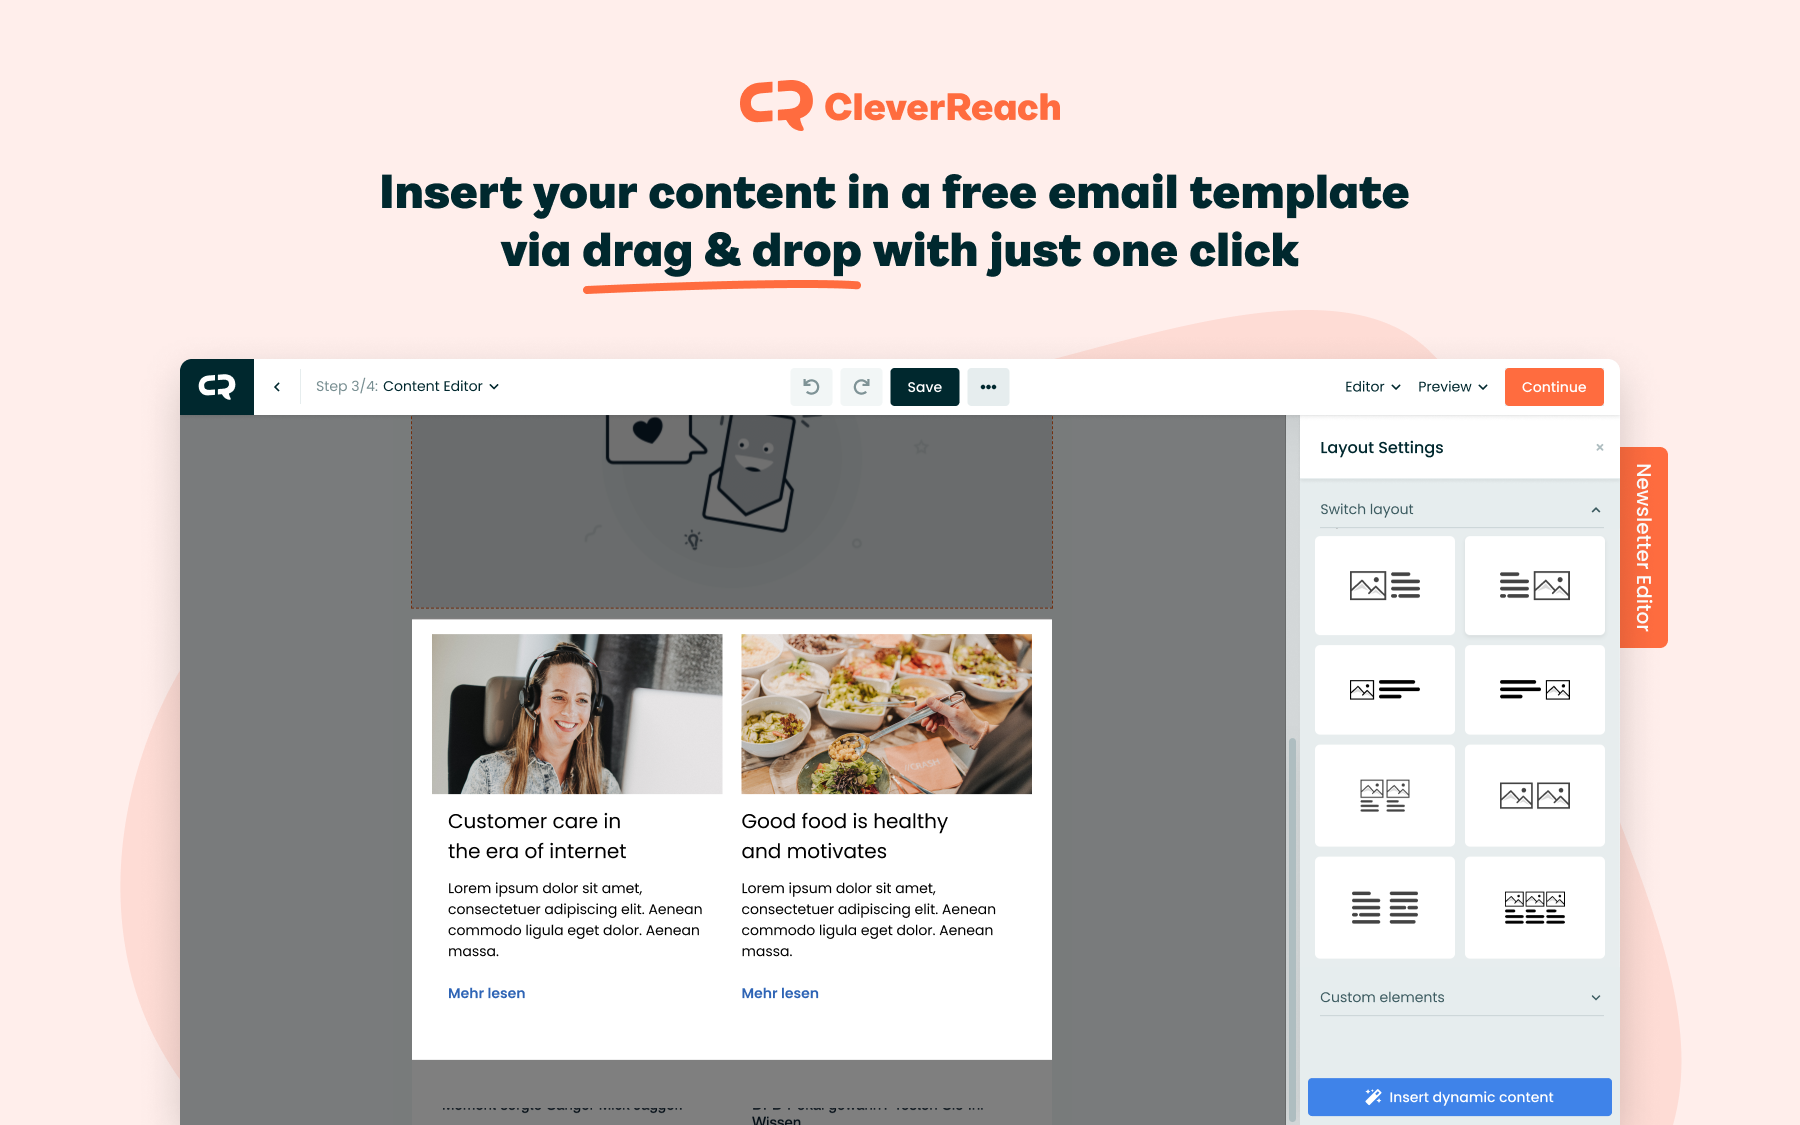 CleverReach
Insert your content in a free email template
via drag & drop with just one click
Step 3/4: Content Editor
Save
Editor
Preview
Continue
Layout Settings
Switch layout
Newsletter Editor
Customer care in
the era of internet
Lorem ipsum dolor sit amet,
consectetuer adipiscing elit. Aenean
commodo ligula eget dolor. Aenean
massa.
Mehr lesen
Good food is healthy
and motivates
Lorem ipsum dolor sit amet,
consectetuer adipiscing elit. Aenean
commodo ligula eget dolor. Aenean
massa.
Mehr lesen
Custom elements
Insert dynamic content
Wissen